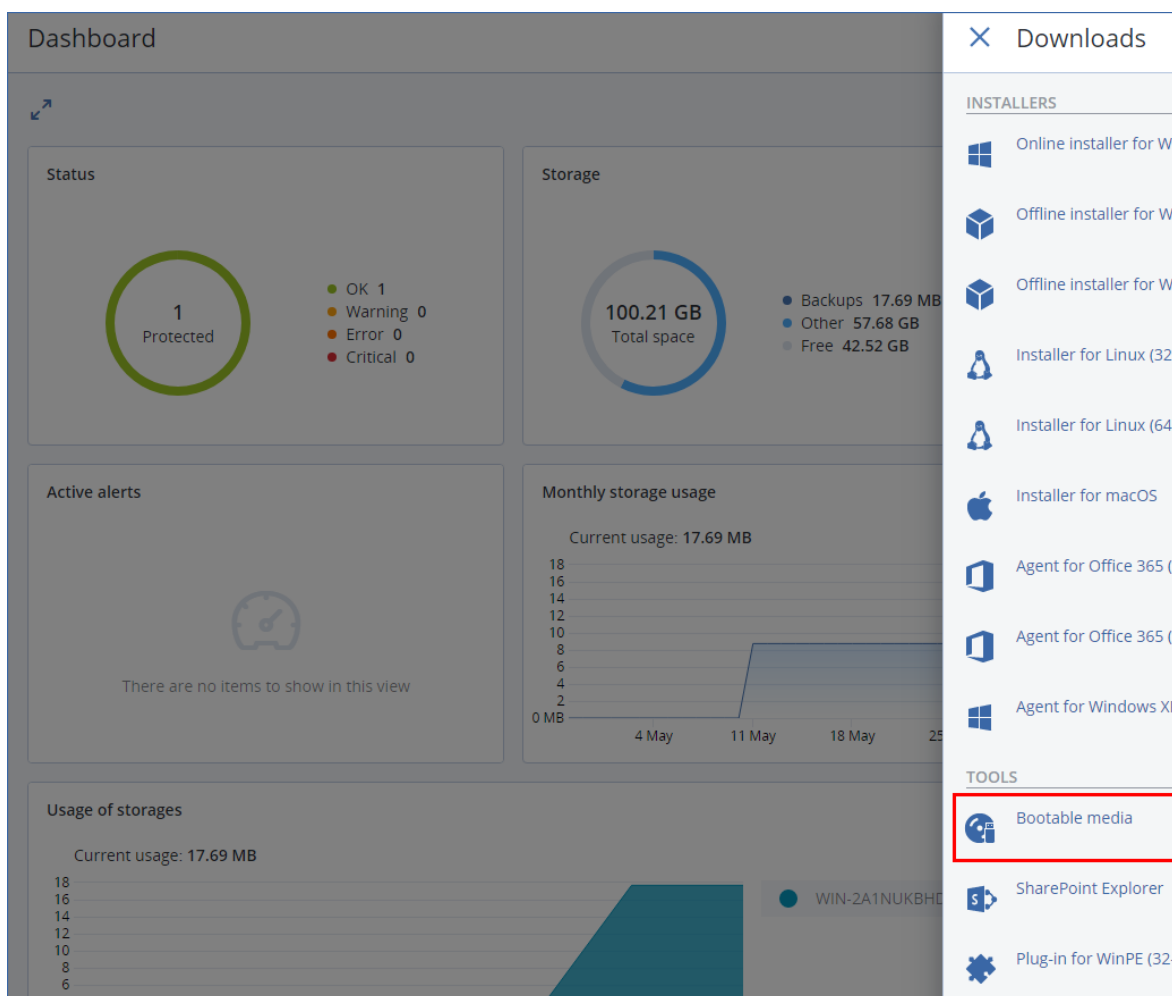 Dashboard
Downloads
INSTALLERS
Online installer for W
Offline installer for W
Offline installer for W
Installer for Linux (32
Installer for Linux (64
Installer for macOS
Agent for Office 365 (
Agent for Office 365 (
Agent for Windows XP
TOOLS
Bootable media
SharePoint Explorer
Plug-in for WinPE (32-
Status
1
Protected
OK 1
Warning 0
Error 0
Critical 0
Storage
100.21 GB
Total space
Backups 17.69 MB
Other 57.68 GB
Free 42.52 GB
Active alerts
There are no items to show in this view
Monthly storage usage
Current usage: 17.69 MB
18
16
14
12
10
8
6
4
2
0 MB
4 May
11 May
18 May
25
Usage of storages
Current usage: 17.69 MB
18
16
14
12
10
8
6
WIN-2A1NUKBHD